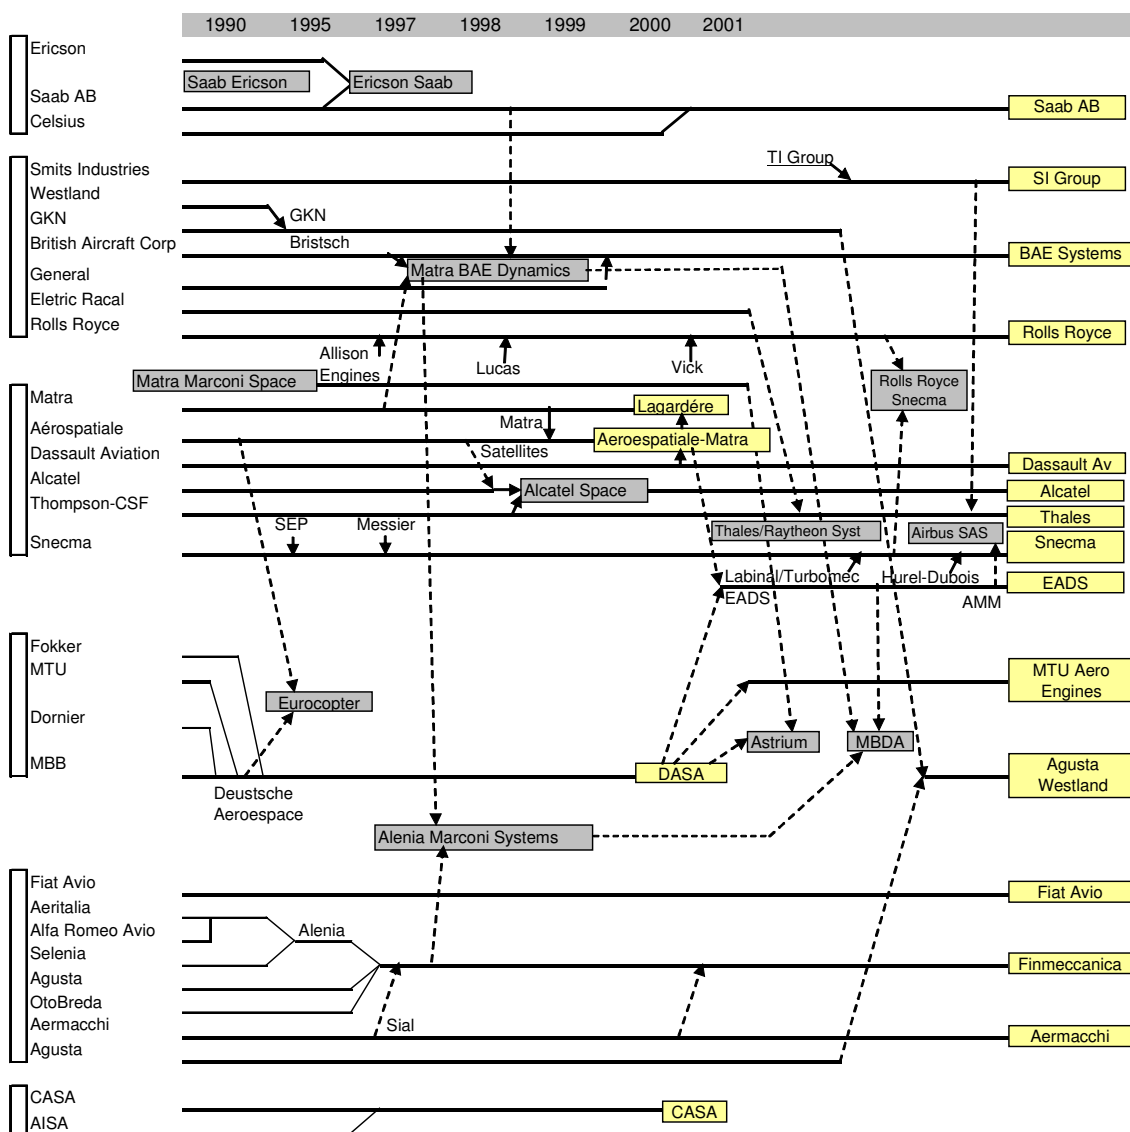 1990 1995 1997 1998 1999 2000 2001
Ericson
Saab Ericson
Ericson Saab
Saab AB
Saab AB
Celsius
TI Group
Smits Industries
SI Group
Westland
GKN
GKN
British Aircraft Corp
Bristsch
BAE Systems
Matra BAE Dynamics
General
Eletric Racal
Rolls Royce
Rolls Royce
Allison
Engines
Lucas
Vick
Matra Marconi Space
Rolls Royce
Snecma
Matra
Lagardére
Matra
Satellites
Aérospatiale
Aeroespatiale-Matra
Dassault Aviation
Dassault Av
Alcatel
Alcatel Space
Alcatel
Thompson-CSF
Thales
SEP
Messier
Thales/Raytheon Syst
Airbus SAS
Snecma
Snecma
Labinal/Turbomec
Hurel-Dubois
EADS
EADS
AMM
Fokker
MTU
MTU Aero
Engines
Eurocopter
Dornier
Astrium
MBDA
MBB
DASA
Agusta
Westland
Deustsche
Aeroespace
Alenia Marconi Systems
Fiat Avio
Fiat Avio
Aeritalia
Alfa Romeo Avio
Alenia
Selenia
Finmeccanica
Agusta
OtoBreda
Aermacchi
Sial
Aermacchi
Agusta
CASA
CASA
AISA